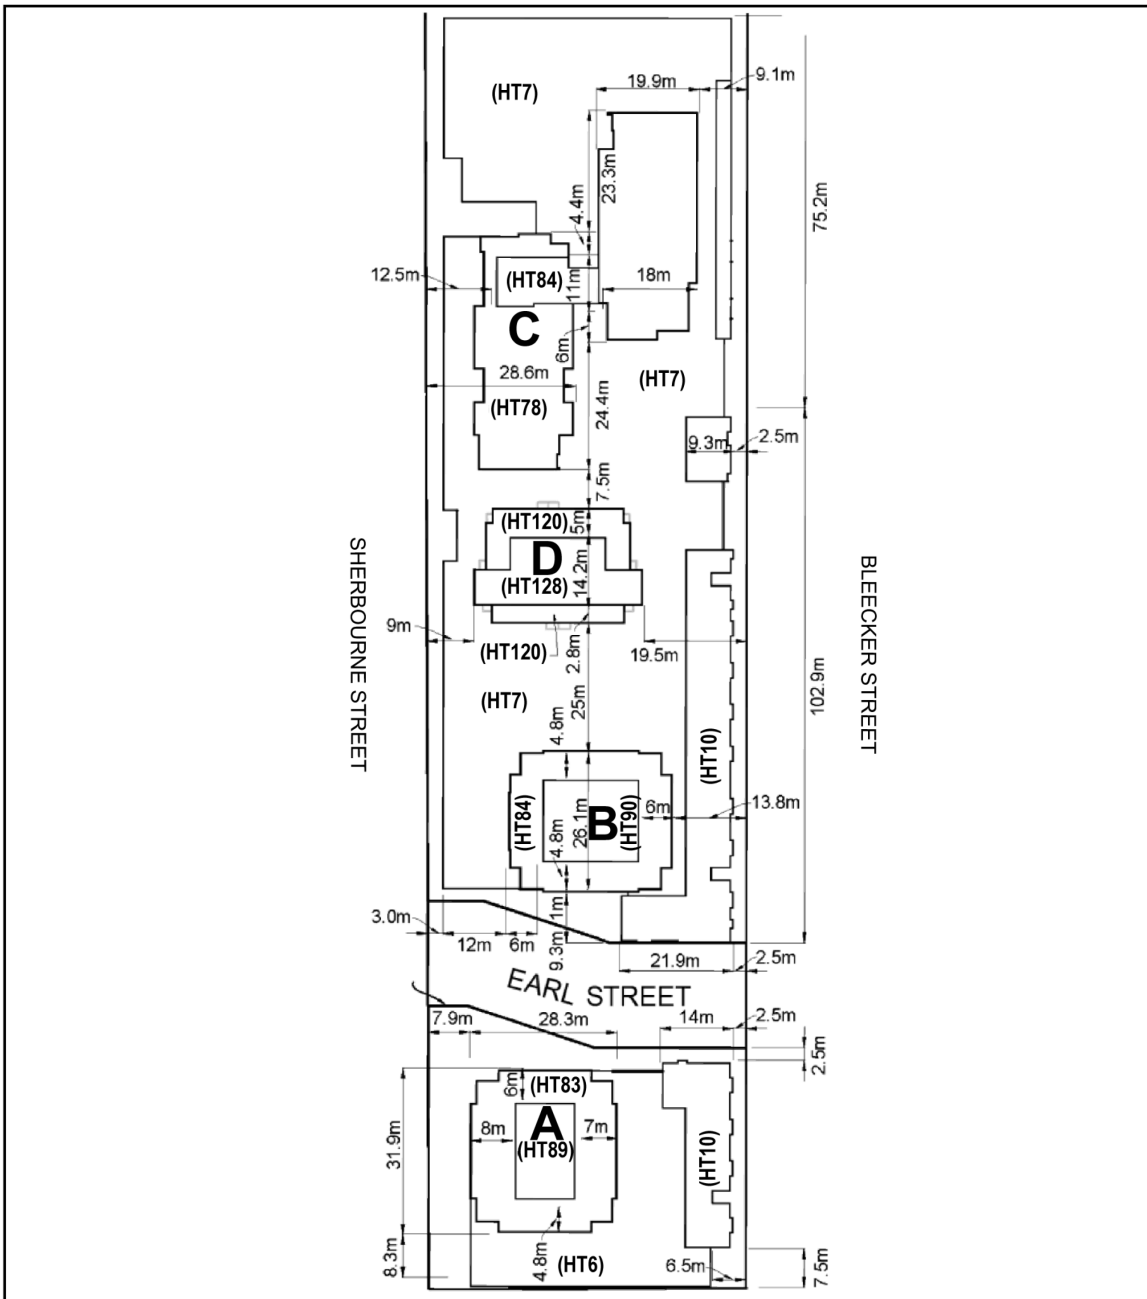 19.9m
9.1m
(HT7)
23.3m
4.4m
75.2m
12.5m
(HT84)
11m
18m
C
6m
28.6m
(HT7)
(HT78)
24.4m
9.3m
2.5m
7.5m
(HT120)
5m
D
(HT128)
14.2m
SHERBOURNE STREET
BLEECKER STREET
9m
(HT120)
2.8m
19.5m
102.9m
(HT7)
25m
4.8m
(HT10)
(HT84)
26.1m
B
(HT90)
6m
13.8m
4.8m
3.0m
12m
6m
1m
9.3m
21.9m
2.5m
EARL STREET
7.9m
28.3m
14m
2.5m
2.5m
6m
(HT83)
A
8m
7m
(HT89)
31.9m
(HT10)
4.8m
8.3m
(HT6)
6.5m
7.5m